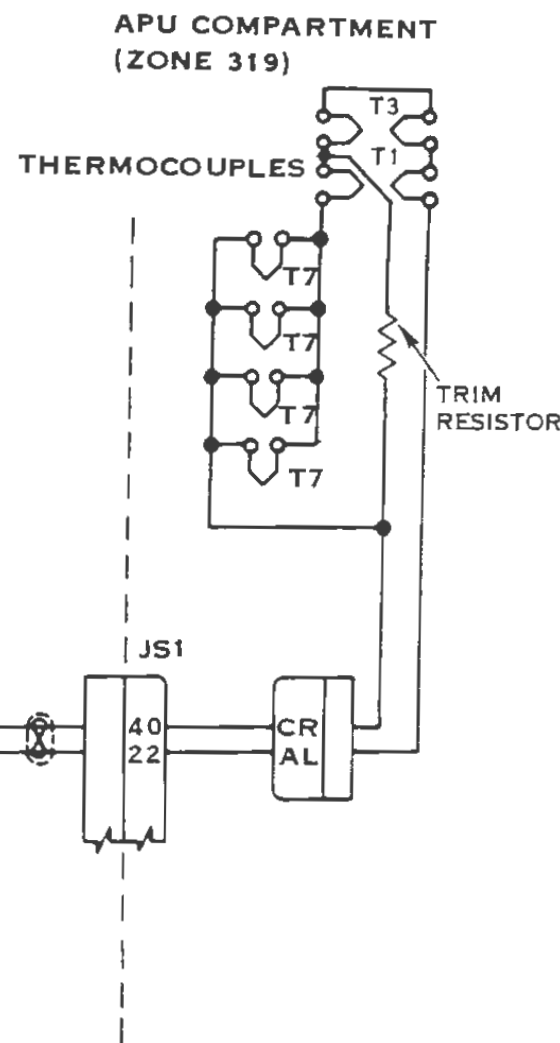 APU COMPARTMENT
(ZONE 319)
T3
THERMOCOUPLES
T1
T7
T7
T7
T7
TRIM
RESISTOR
JS1
40
CR
22
AL